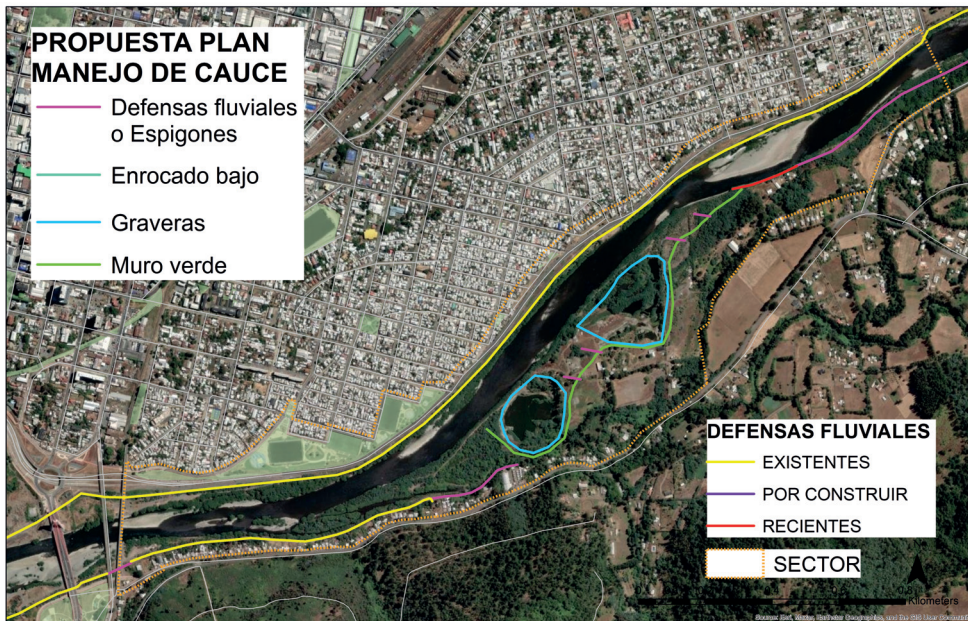 PROPUESTA PLAN
MANEJO DE CAUCE
Defensas fluviales
o Espigones
Enrocado bajo
Graveras
Muro verde
DEFENSAS FLUVIALES
EXISTENTES
POR CONSTRUIR
RECIENTES
SECTOR
Kilometers